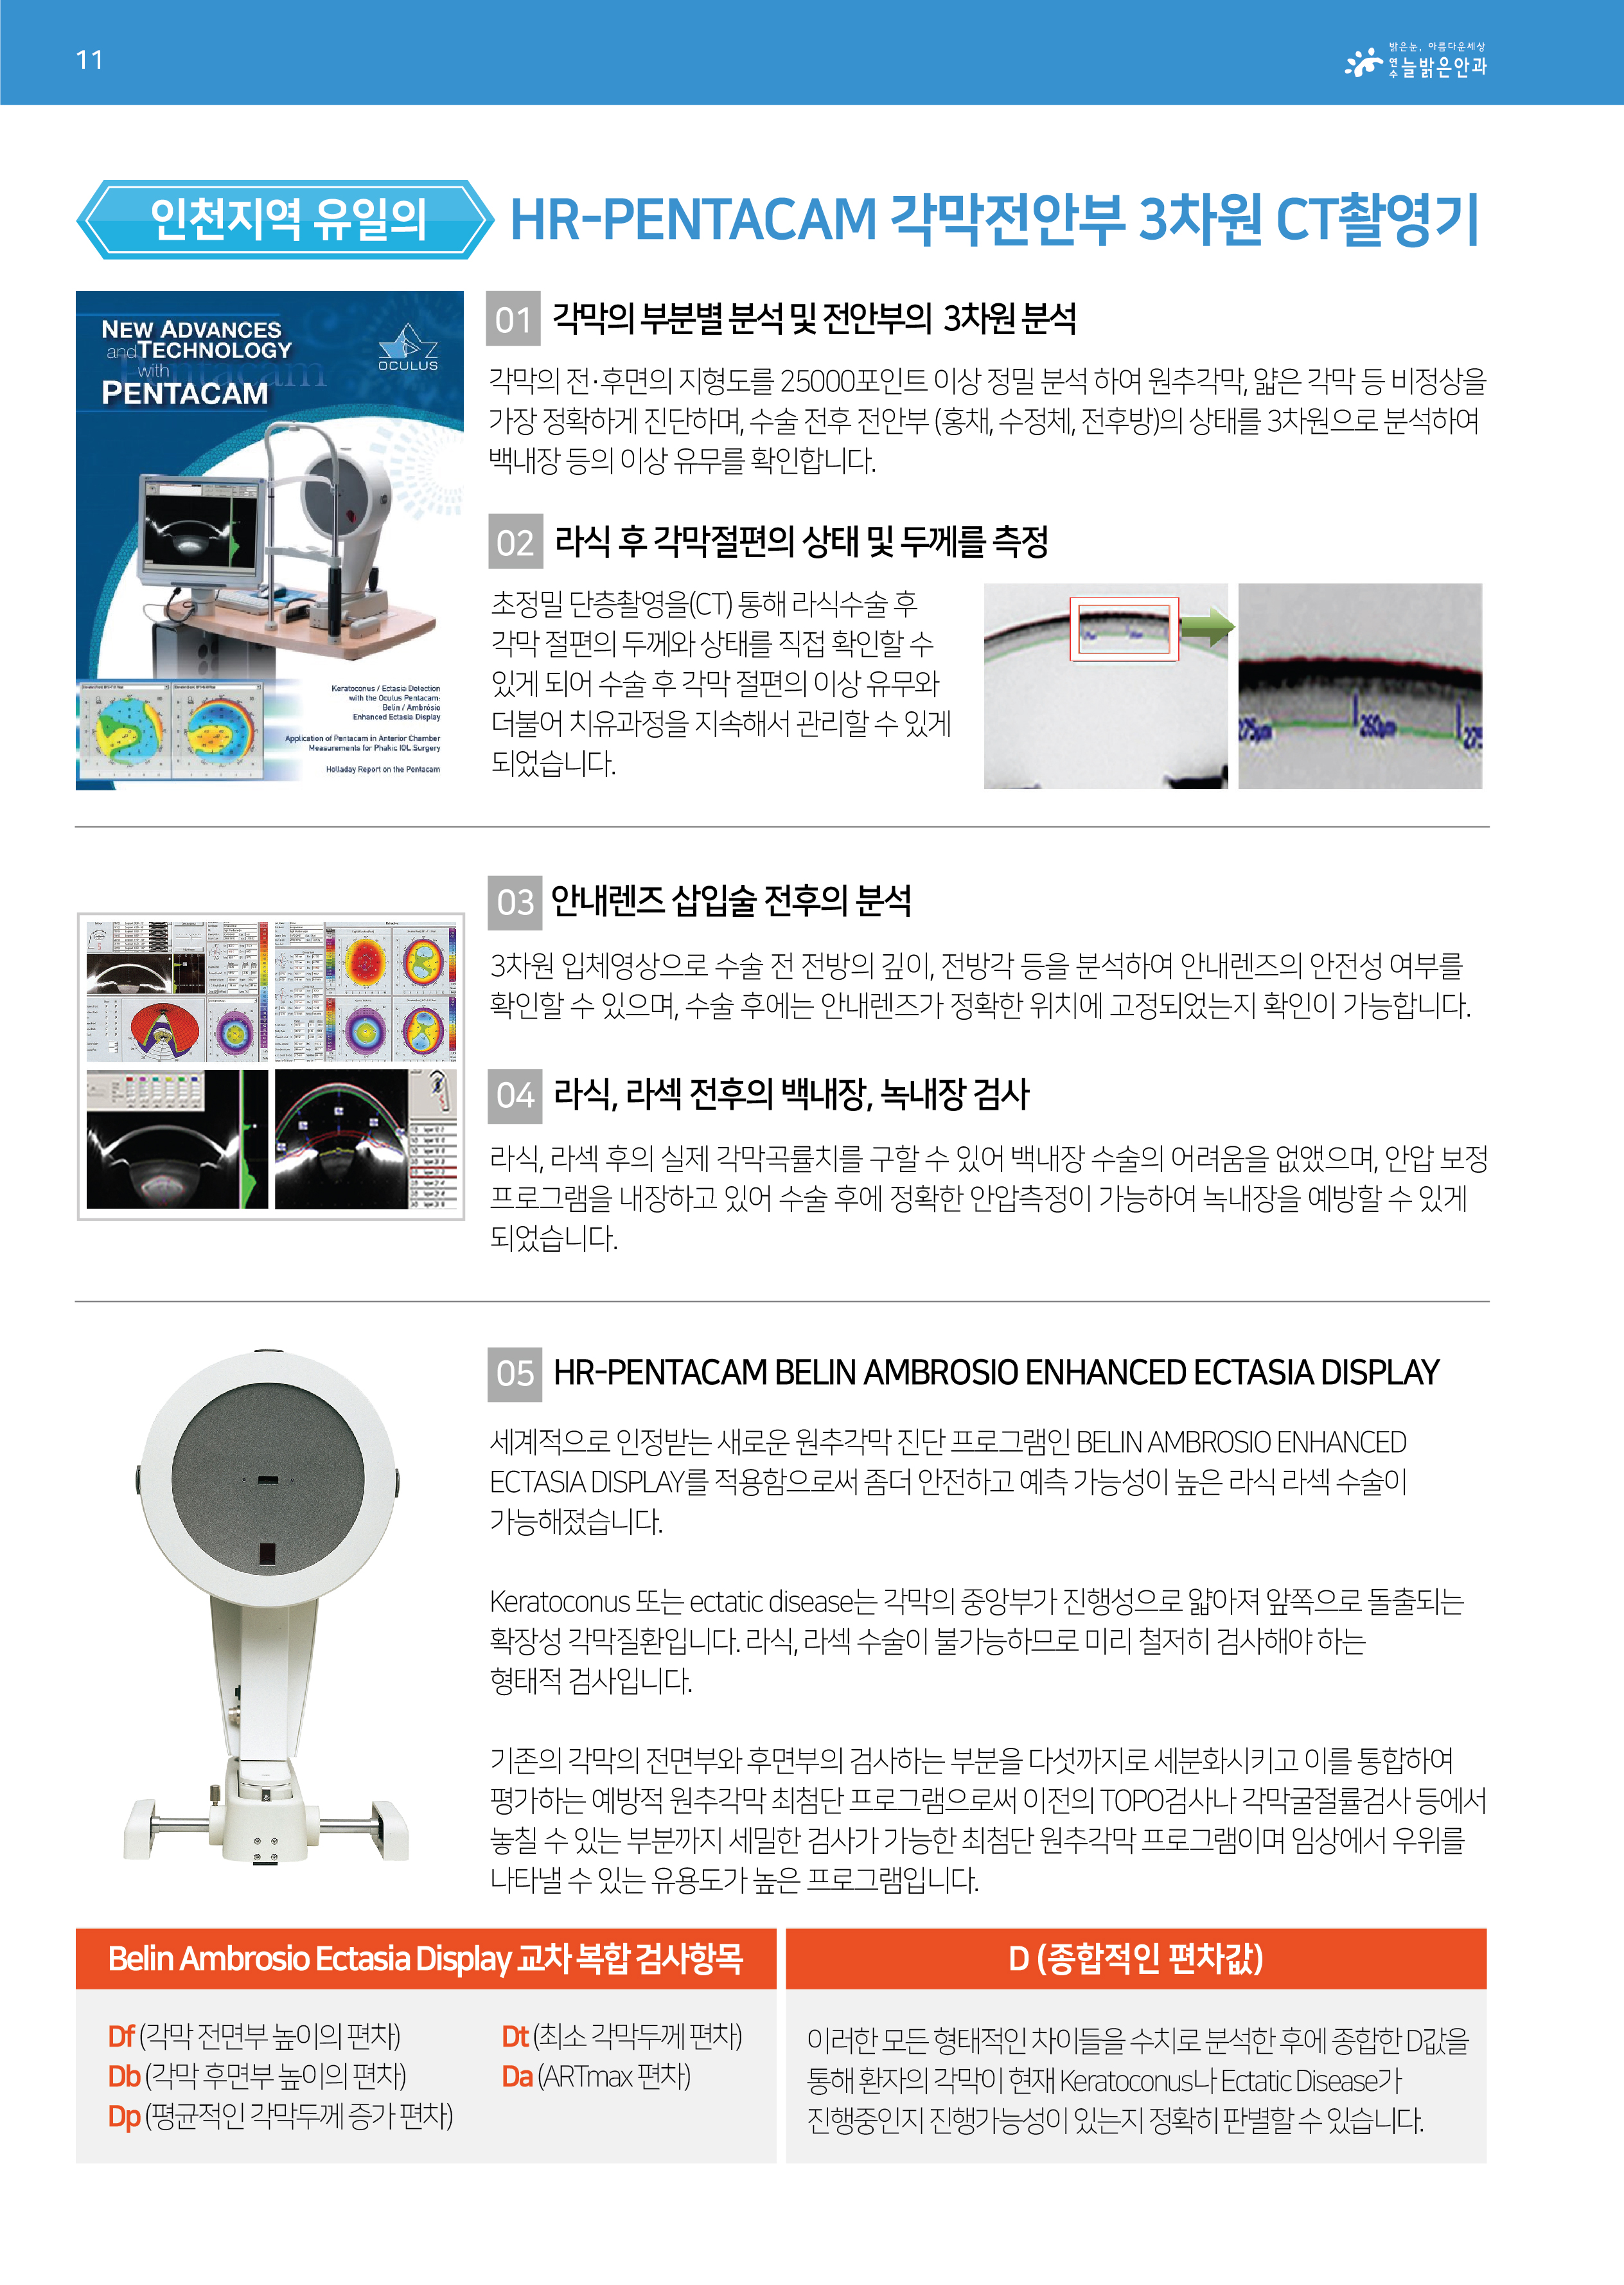 11
밝은눈, 아름다운세상
연수 늘밝은안과
인천지역 유일의
HR-PENTACAM 각막전안부 3차원 CT촬영기
NEW ADVANCES
and TECHNOLOGY
with
PENTACAM
OCULUS
Keratoconus / Ectasia Detection
with the Oculus Pentacam:
Belin / Ambrósio
Enhanced Ectasia Display
Application of Pentacam in Anterior Chamber
Measurements for Phakic IOL Surgery
Holladay Report on the Pentacam
01 각막의 부분별 분석 및 전안부의 3차원 분석
각막의 전·후면의 지형도를 25000포인트 이상 정밀 분석 하여 원추각막, 얇은 각막 등 비정상을
가장 정확하게 진단하며, 수술 전후 전안부 (홍채, 수정체, 전후방)의 상태를 3차원으로 분석하여
백내장 등의 이상 유무를 확인합니다.
02 라식 후 각막절편의 상태 및 두께를 측정
초정밀 단층촬영을(CT) 통해 라식수술 후
각막 절편의 두께와 상태를 직접 확인할 수
있게 되어 수술 후 각막 절편의 이상 유무와
더불어 치유과정을 지속해서 관리할 수 있게
되었습니다.
275μm 260μm 275
03 안내렌즈 삽입술 전후의 분석
3차원 입체영상으로 수술 전 전방의 깊이, 전방각 등을 분석하여 안내렌즈의 안전성 여부를
확인할 수 있으며, 수술 후에는 안내렌즈가 정확한 위치에 고정되었는지 확인이 가능합니다.
04 라식, 라섹 전후의 백내장, 녹내장 검사
라식, 라섹 후의 실제 각막곡률치를 구할 수 있어 백내장 수술의 어려움을 없앴으며, 안압 보정
프로그램을 내장하고 있어 수술 후에 정확한 안압측정이 가능하여 녹내장을 예방할 수 있게
되었습니다.
05 HR-PENTACAM BELIN AMBROSIO ENHANCED ECTASIA DISPLAY
세계적으로 인정받는 새로운 원추각막 진단 프로그램인 BELIN AMBROSIO ENHANCED
ECTASIA DISPLAY를 적용함으로써 좀더 안전하고 예측 가능성이 높은 라식 라섹 수술이
가능해졌습니다.
Keratoconus 또는 ectatic disease는 각막의 중앙부가 진행성으로 얇아져 앞쪽으로 돌출되는
확장성 각막질환입니다. 라식, 라섹 수술이 불가능하므로 미리 철저히 검사해야 하는
형태적 검사입니다.
기존의 각막의 전면부와 후면부의 검사하는 부분을 다섯까지로 세분화시키고 이를 통합하여
평가하는 예방적 원추각막 최첨단 프로그램으로써 이전의 TOPO검사나 각막굴절률검사 등에서
놓칠 수 있는 부분까지 세밀한 검사가 가능한 최첨단 원추각막 프로그램이며 임상에서 우위를
나타낼 수 있는 유용도가 높은 프로그램입니다.
Belin Ambrosio Ectasia Display 교차 복합 검사항목
Df (각막 전면부 높이의 편차)
Db (각막 후면부 높이의 편차)
Dp (평균적인 각막두께 증가 편차)
Dt (최소 각막두께 편차)
Da (ARTmax 편차)
D (종합적인 편차값)
이러한 모든 형태적인 차이들을 수치로 분석한 후에 종합한 D값을
통해 환자의 각막이 현재 Keratoconus나 Ectatic Disease가
진행중인지 진행가능성이 있는지 정확히 판별할 수 있습니다.